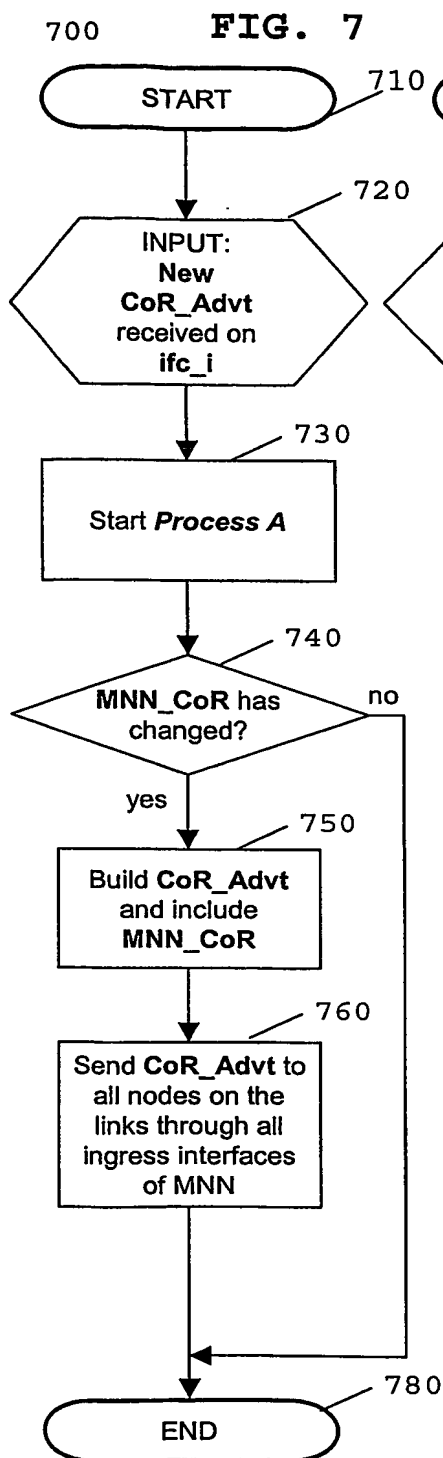 700 FIG. 7
START 710
720
INPUT:
New
CoR_Advt
received on
ifc_i
730
Start Process A
740
MNN_CoR has
changed?
no
yes
750
Build CoR_Advt
and include
MNN_CoR
760
Send CoR_Advt to
all nodes on the
links through all
ingress interfaces
of MNN
780
END